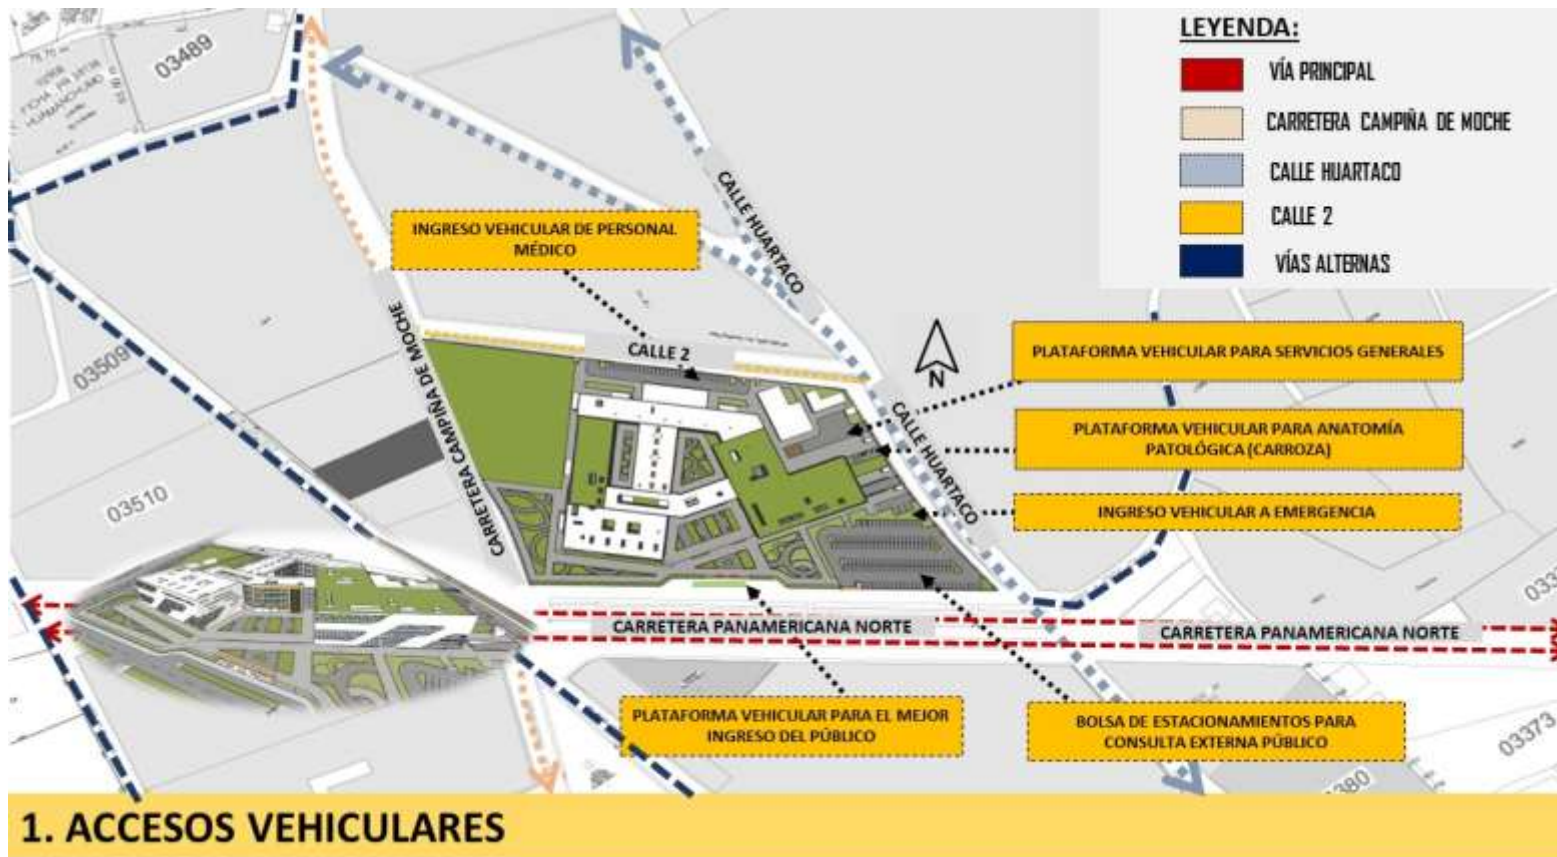 LEYENDA:
VÍA PRINCIPAL
CARRETERA CAMPIÑA DE MOCHE
CALLE HUARTACO
CALLE 2
VÍAS ALTERNAS
03489
CALLE HUARTACO
INGRESO VEHICULAR DE PERSONAL
MÉDICO
CARRETERA CAMPIÑA DE MOCHE
CALLE 2
N
PLATAFORMA VEHICULAR PARA SERVICIOS GENERALES
03509
CALLE HUARTACO
PLATAFORMA VEHICULAR PARA ANATOMÍA
PATOLÓGICA (CARROZA)
03510
INGRESO VEHICULAR A EMERGENCIA
CARRETERA PANAMERICANA NORTE
CARRETERA PANAMERICANA NORTE
PLATAFORMA VEHICULAR PARA EL MEJOR
INGRESO DEL PÚBLICO
BOLSA DE ESTACIONAMIENTOS PARA
CONSULTA EXTERNA PÚBLICO
03373
1. ACCESOS VEHICULARES